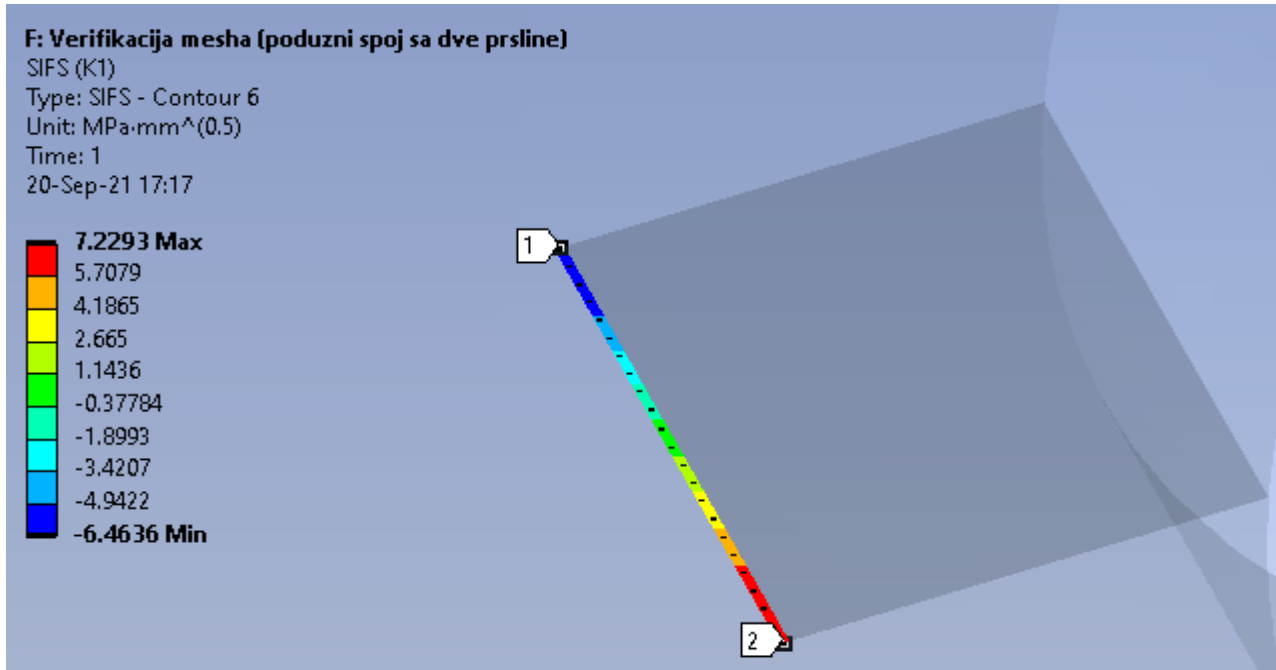 F: Verifikacija mesha (poduzni spoj sa dve prsline)
SIFS (K1)
Type: SIFS - Contour 6
Unit: MPa·mm^(0.5)
Time: 1
20-Sep-21 17:17
7.2293 Max
5.7079
4.1865
2.665
1.1436
-0.37784
-1.8993
-3.4207
-4.9422
-6.4636 Min
1
2